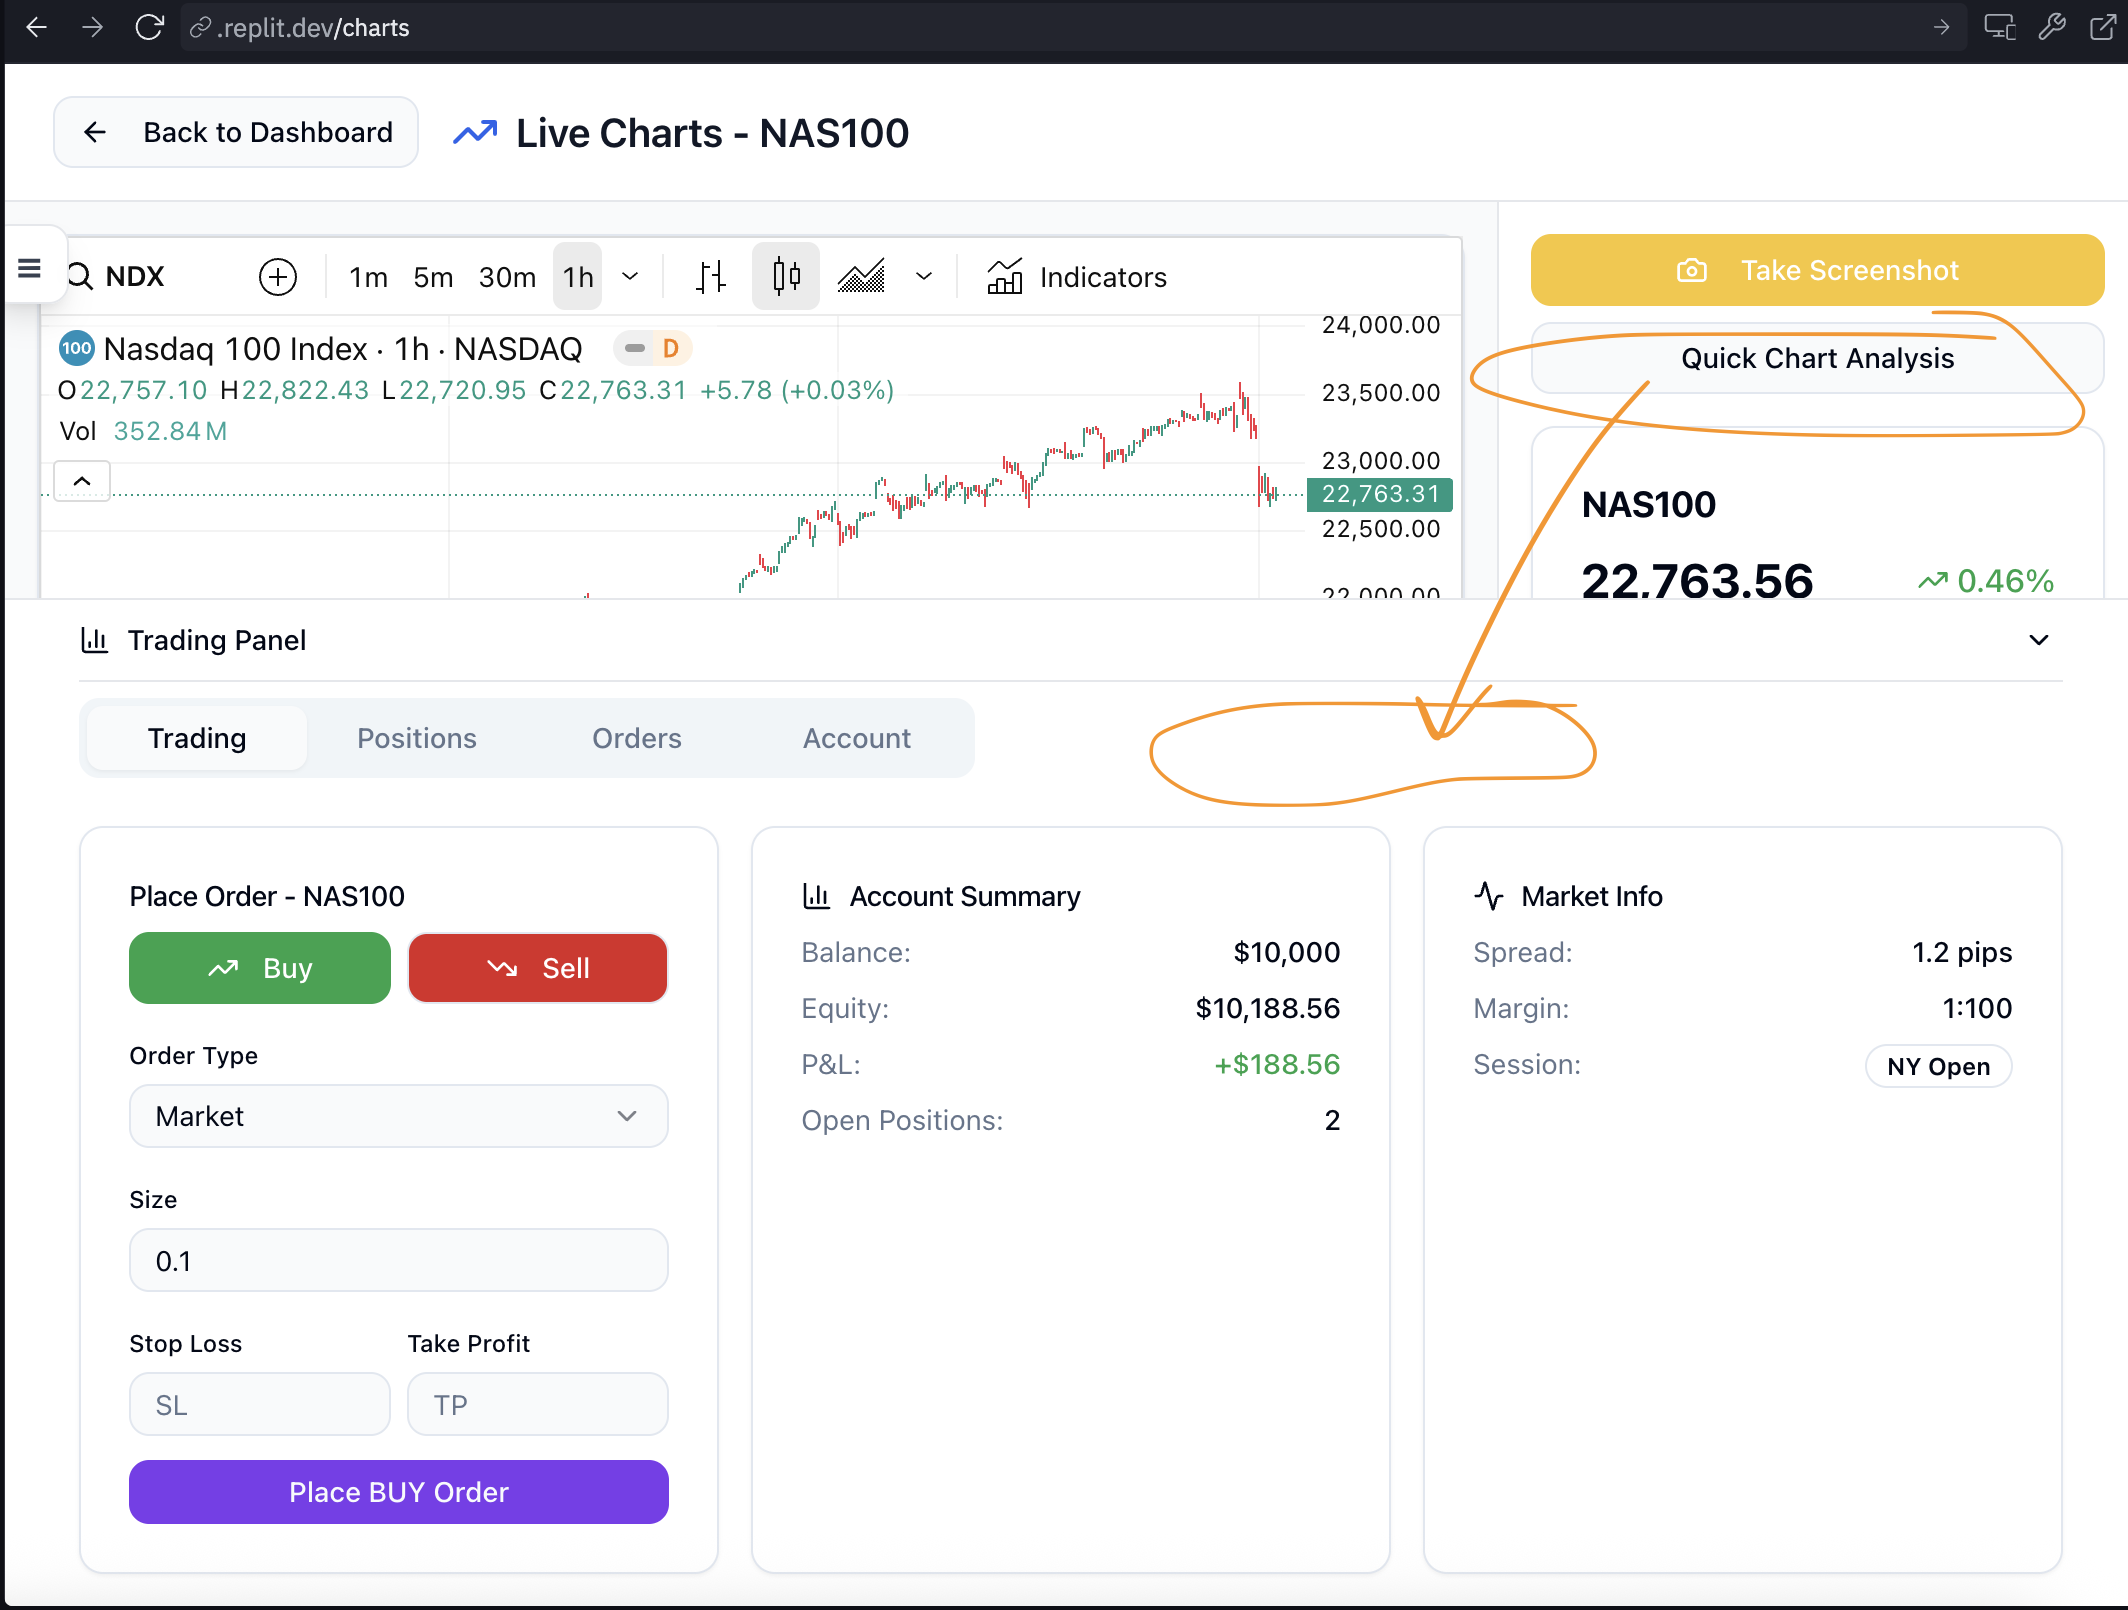 .replit.dev/charts
Back to Dashboard
Live Charts - NAS100
NDX
1m 5m 30m 1h
Indicators
Take Screenshot
Quick Chart Analysis
100 Nasdaq 100 Index · 1h · NASDAQ D
O22,757.10 H22,822.43 L22,720.95 C22,763.31 +5.78 (+0.03%)
Vol 352.84M
24,000.00
23,500.00
23,000.00
22,763.31
22,500.00
22,000.00
NAS100
22,763.56 0.46%
Trading Panel
Trading Positions Orders Account
Place Order - NAS100
Buy Sell
Order Type
Market
Size
0.1
Stop Loss Take Profit
SL TP
Place BUY Order
Account Summary
Balance: $10,000
Equity: $10,188.56
P&L: +$188.56
Open Positions: 2
Market Info
Spread: 1.2 pips
Margin: 1:100
Session: NY Open